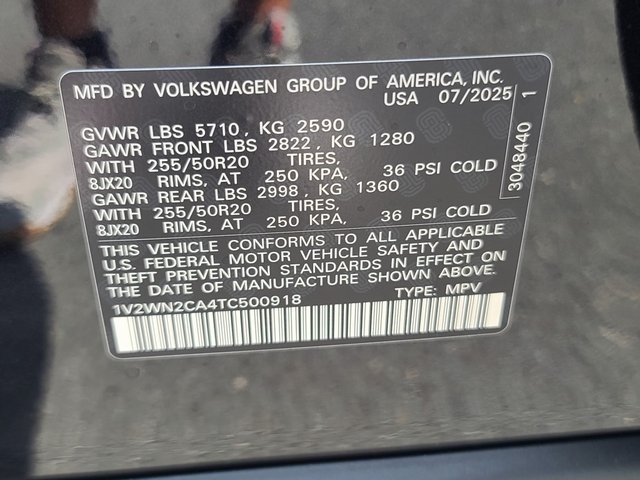 MFD BY VOLKSWAGEN GROUP OF AMERICA, INC.
USA 07/2025
GVWR LBS 5710, KG 2590
GAWR FRONT LBS 2822, KG 1280
WITH 255/50R20 TIRES,
8JX20 RIMS, AT 250 KPA, 36 PSI COLD
GAWR REAR LBS 2998, KG 1360
WITH 255/50R20 TIRES,
8JX20 RIMS, AT 250 KPA, 36 PSI COLD
THIS VEHICLE CONFORMS TO ALL APPLICABLE
U.S. FEDERAL MOTOR VEHICLE SAFETY AND
THEFT PREVENTION STANDARDS IN EFFECT ON
THE DATE OF MANUFACTURE SHOWN ABOVE.
1V2WN2CA4TC500918 TYPE: MPV
3048440 1